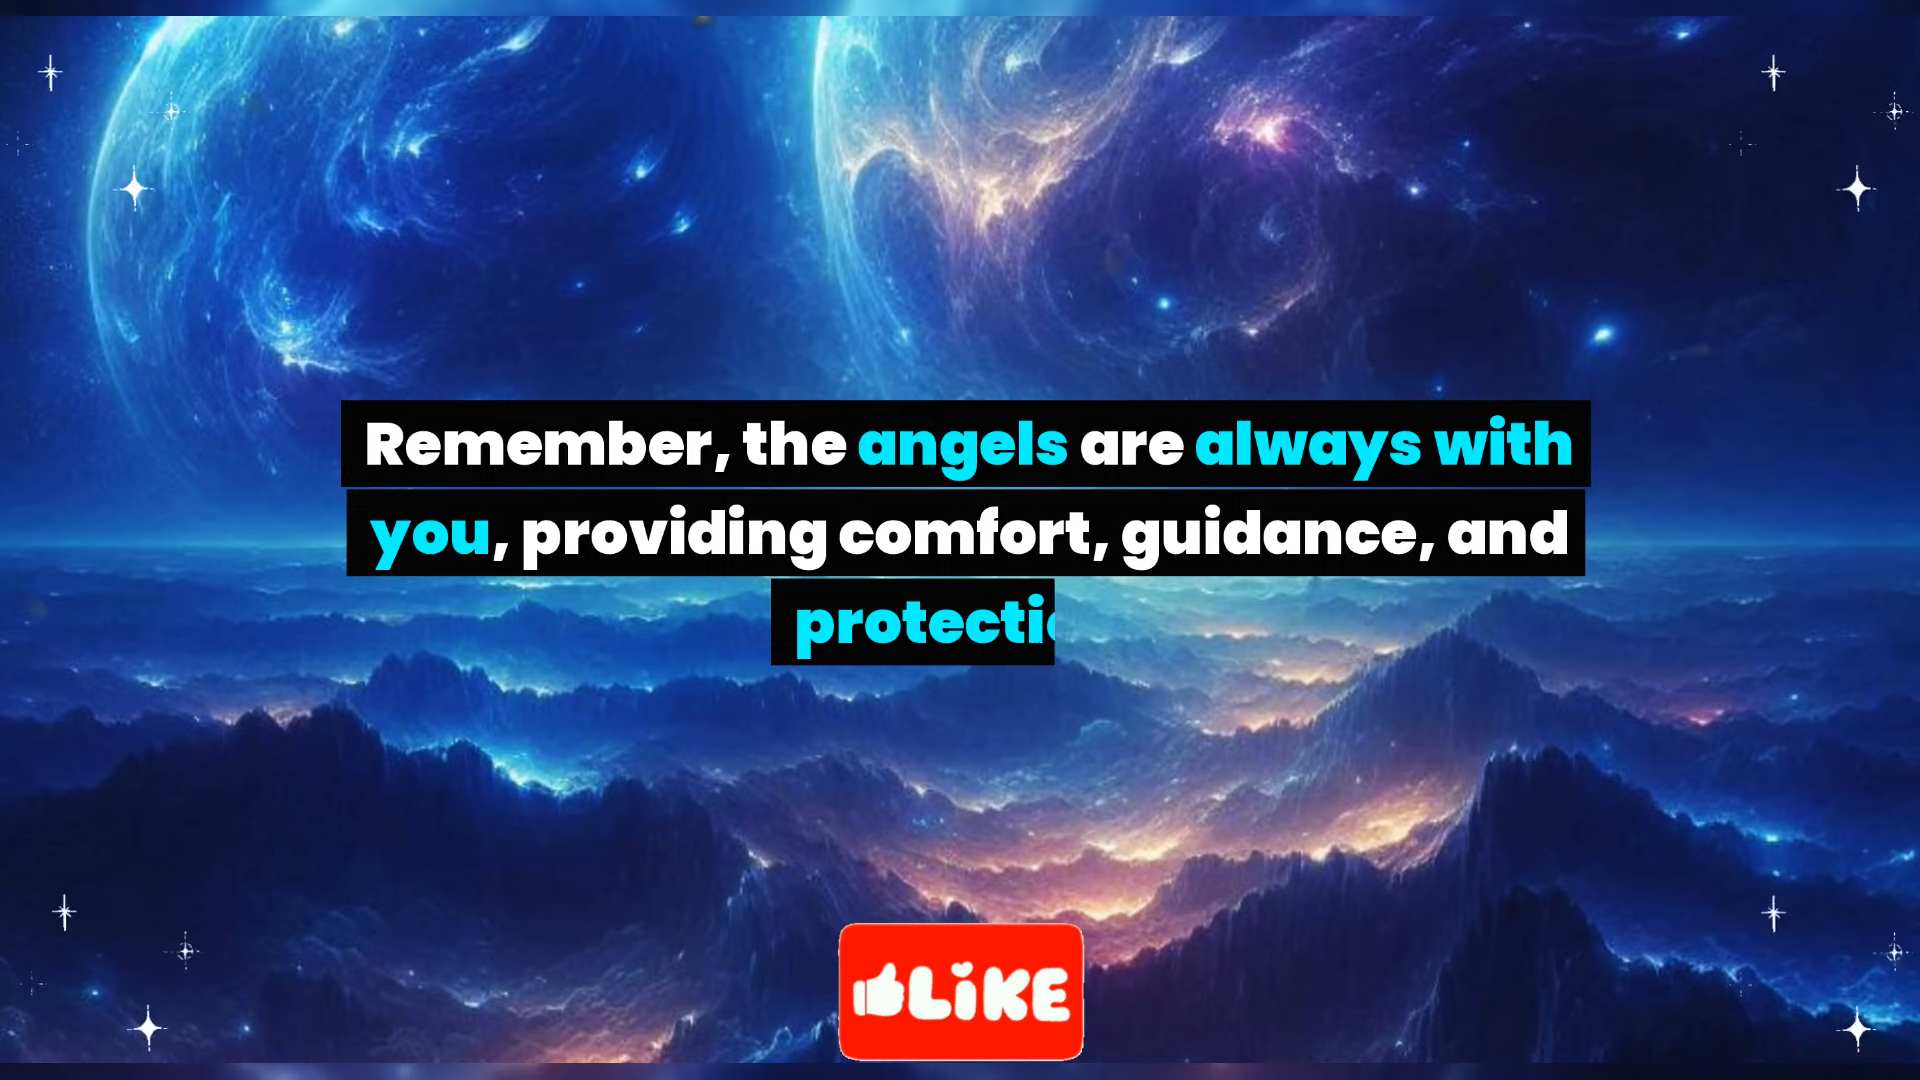 Remember, the angels are always with
you, providing comfort, guidance, and
protecti
LiKE